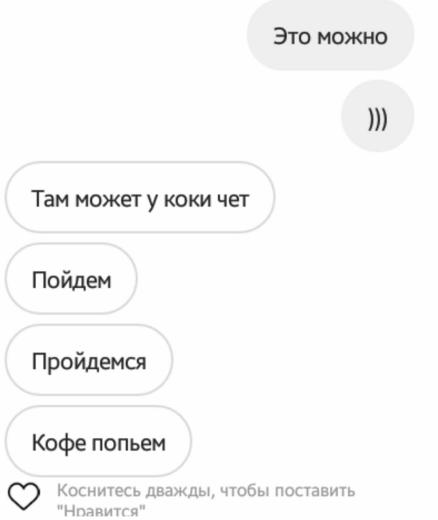 Это можно
)))
Там может у коки чет
Пойдем
Пройдемся
Кофе попьем
Коснитесь дважды, чтобы поставить
"Нравится"